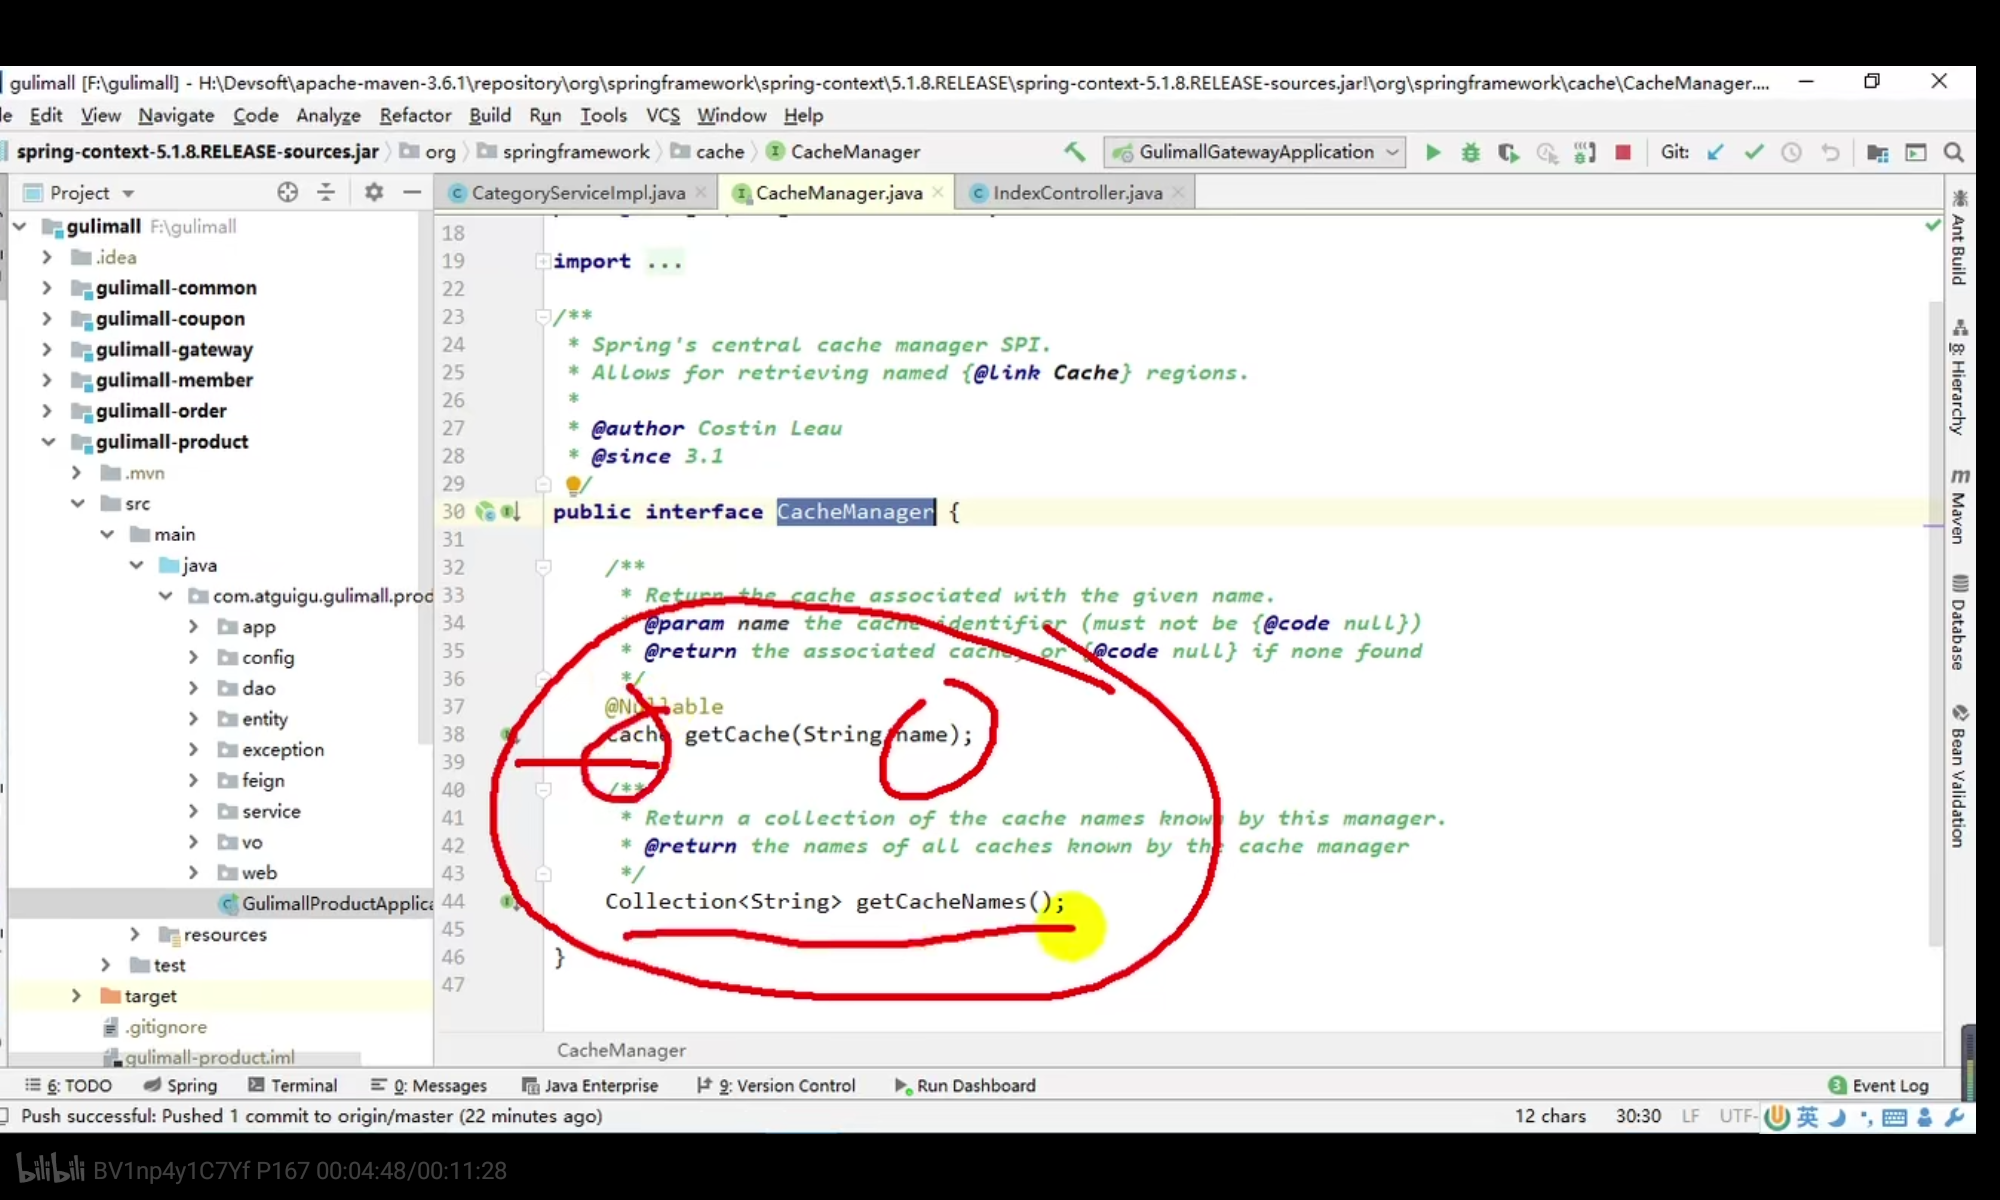 gulimall [F:\gulimall] - H:\Devsoft\apache-maven-3.6.1\repository\org\springframework\spring-context\5.1.8.RELEASE\spring-context-5.1.8.RELEASE-sources.jar!\org\springframework\cache\CacheManager....
Edit View Navigate Code Analyze Refactor Build Run Tools VCS Window Help
spring-context-5.1.8.RELEASE-sources.jar org springframework cache CacheManager GulimallGatewayApplication Git:
Project CategoryServiceImpl.java CacheManager.java IndexController.java
gulimall F:\gulimall
.idea
gulimall-common
gulimall-coupon
gulimall-gateway
gulimall-member
gulimall-order
gulimall-product
.mvn
src
main
java
com.atguigu.gulimall.prod
app
config
dao
entity
exception
feign
service
vo
web
GulimallProductApplica
resources
test
target
.gitignore
gulimall-product.iml
18
19 import ...
22
23 /**
24 * Spring's central cache manager SPI.
25 * Allows for retrieving named {@link Cache} regions.
26 *
27 * @author Costin Leau
28 * @since 3.1
29 */
30 public interface CacheManager {
31
32 /**
33 * Return the cache associated with the given name.
34 * @param name the cache identifier (must not be {@code null})
35 * @return the associated cache, or {@code null} if none found
36 */
37 @Nullable
38 Cache getCache(String name);
39
40 /**
41 * Return a collection of the cache names known by this manager.
42 * @return the names of all caches known by the cache manager
43 */
44 Collection<String> getCacheNames();
45
46 }
47
CacheManager
Ant Build
8: Hierarchy
m Maven
Database
Bean Validation
6: TODO Spring Terminal 0: Messages Java Enterprise 9: Version Control Run Dashboard 3 Event Log
Push successful: Pushed 1 commit to origin/master (22 minutes ago) 12 chars 30:30 LF UTF- 英
bilibili BV1np4y1C7Yf P167 00:04:48/00:11:28